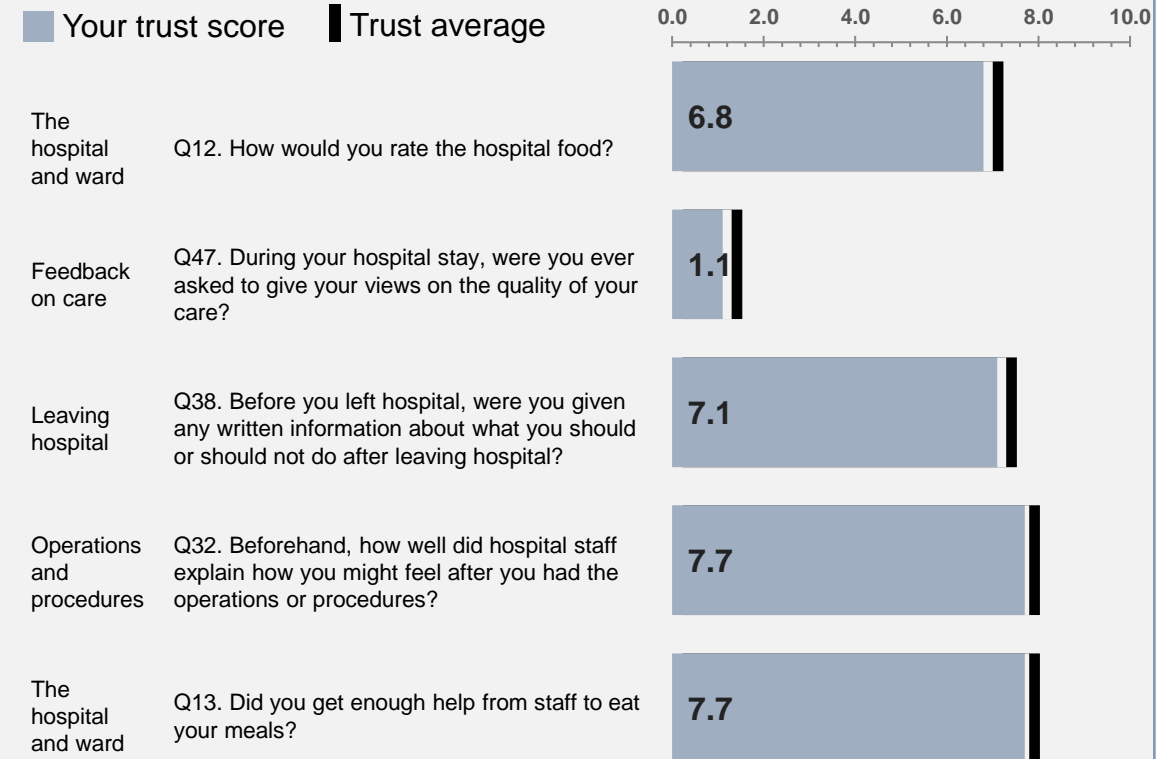 Your trust score
Trust average
0.0 2.0 4.0 6.0 8.0 10.0
The
hospital
and ward
Q12. How would you rate the hospital food?
6.8
Feedback
on care
Q47. During your hospital stay, were you ever
asked to give your views on the quality of your
care?
1.1
Leaving
hospital
Q38. Before you left hospital, were you given
any written information about what you should
or should not do after leaving hospital?
7.1
Operations
and
procedures
Q32. Beforehand, how well did hospital staff
explain how you might feel after you had the
operations or procedures?
7.7
The
hospital
and ward
Q13. Did you get enough help from staff to eat
your meals?
7.7